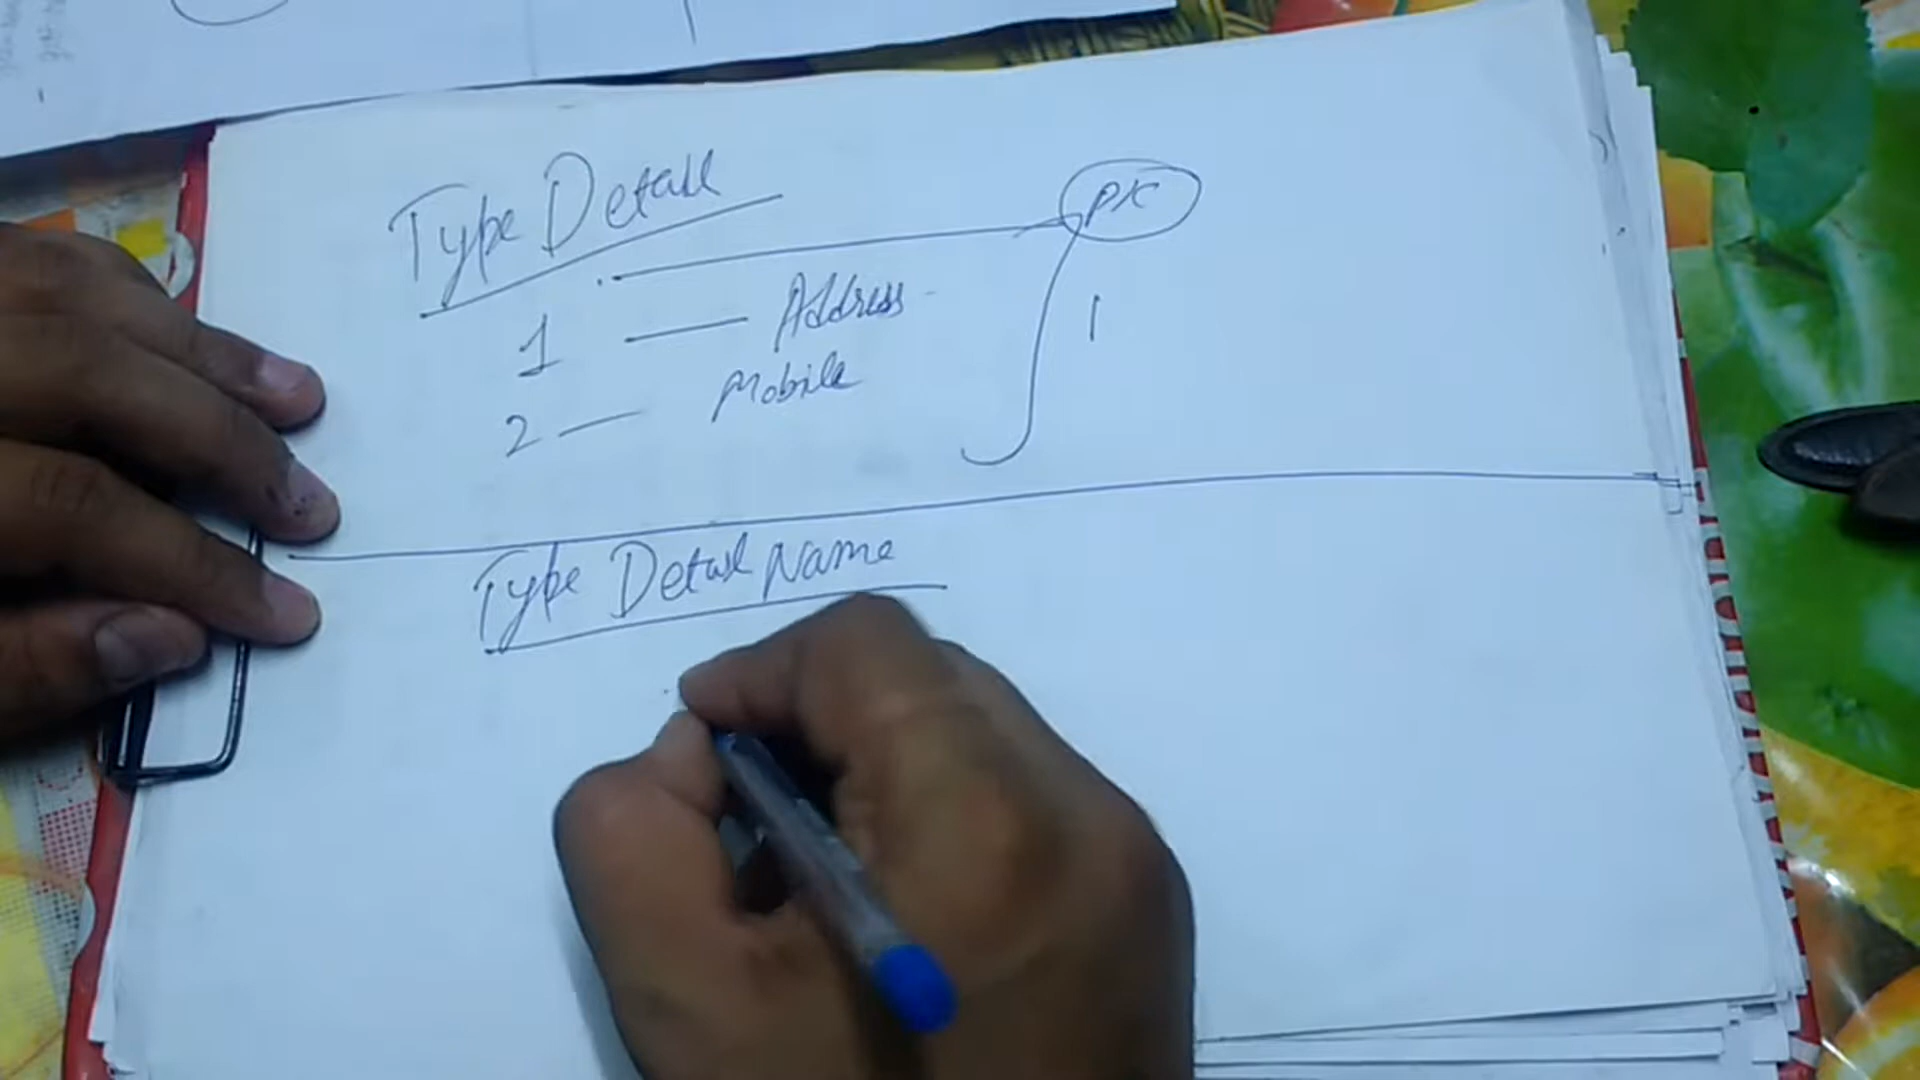 Type Detail
PK
1 — Address
1
2 — Mobile
Type Detail Name